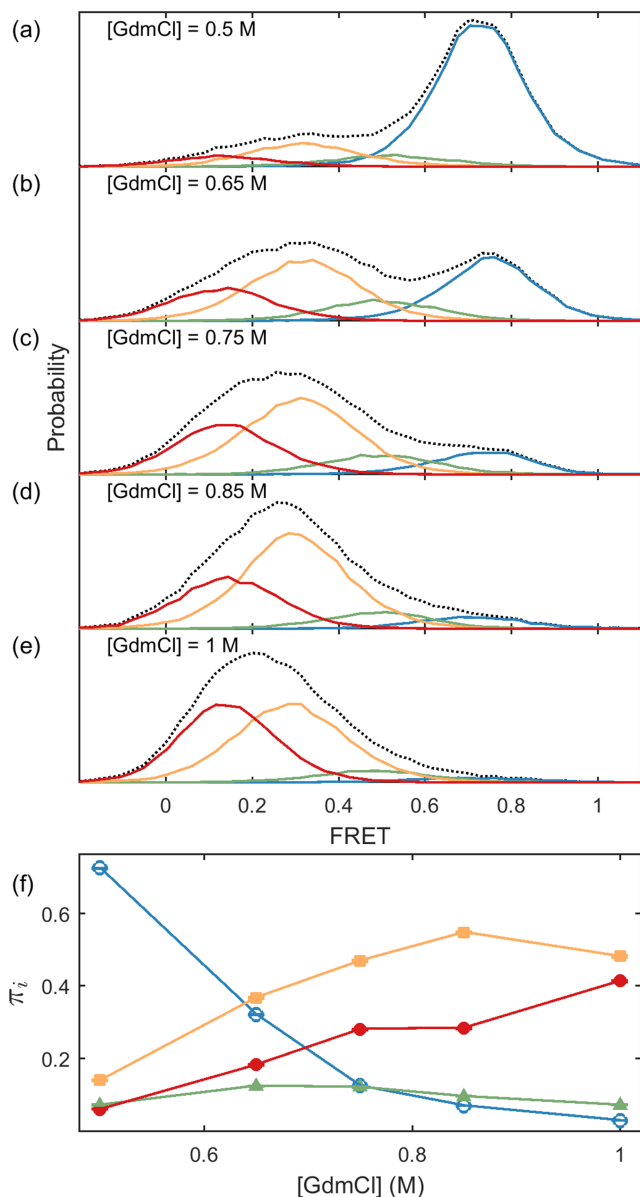 (a) [GdmCl] = 0.5 M
(b) [GdmCl] = 0.65 M
(c) [GdmCl] = 0.75 M
Probability
(d) [GdmCl] = 0.85 M
(e) [GdmCl] = 1 M
0 0.2 0.4 0.6 0.8 1
FRET
(f)
0.6
0.4
πi
0.2
0.6 0.8 1
[GdmCl] (M)